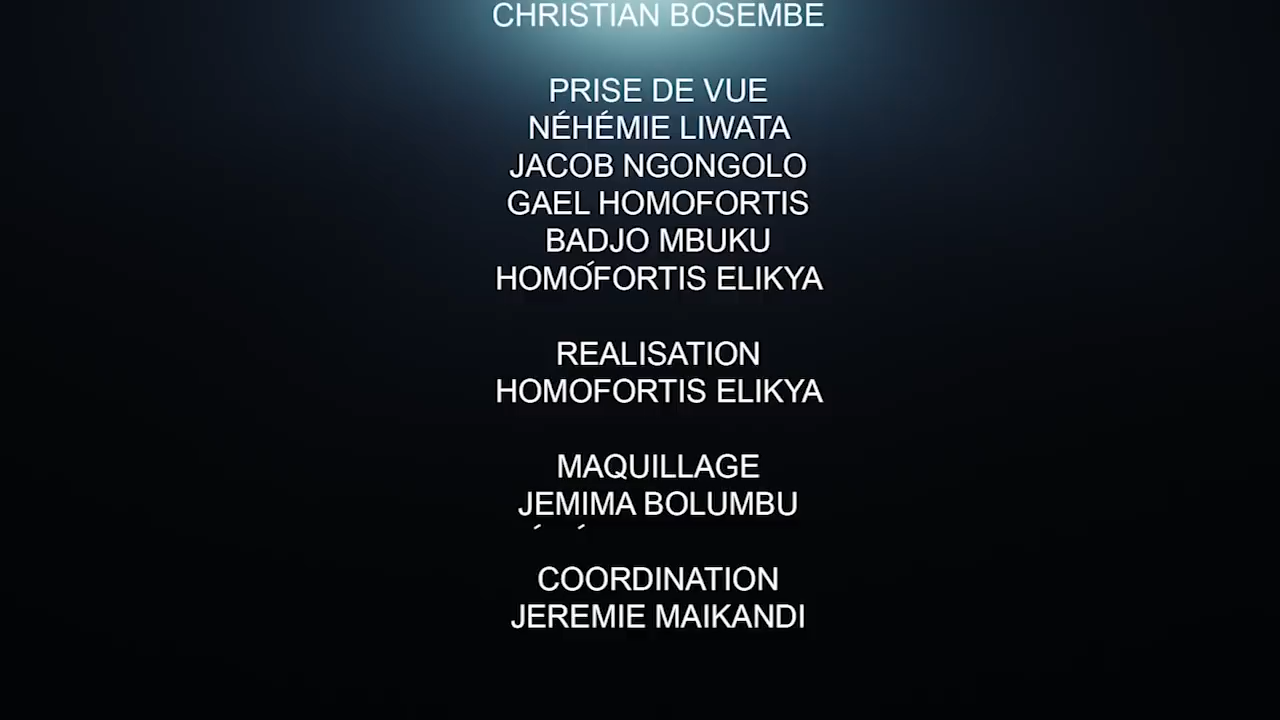 CHRISTIAN BOSEMBE
PRISE DE VUE
NÉHÉMIE LIWATA
JACOB NGONGOLO
GAEL HOMOFORTIS
BADJO MBUKU
HOMOFORTIS ELIKYA
REALISATION
HOMOFORTIS ELIKYA
MAQUILLAGE
JEMIMA BOLUMBU
COORDINATION
JEREMIE MAIKANDI